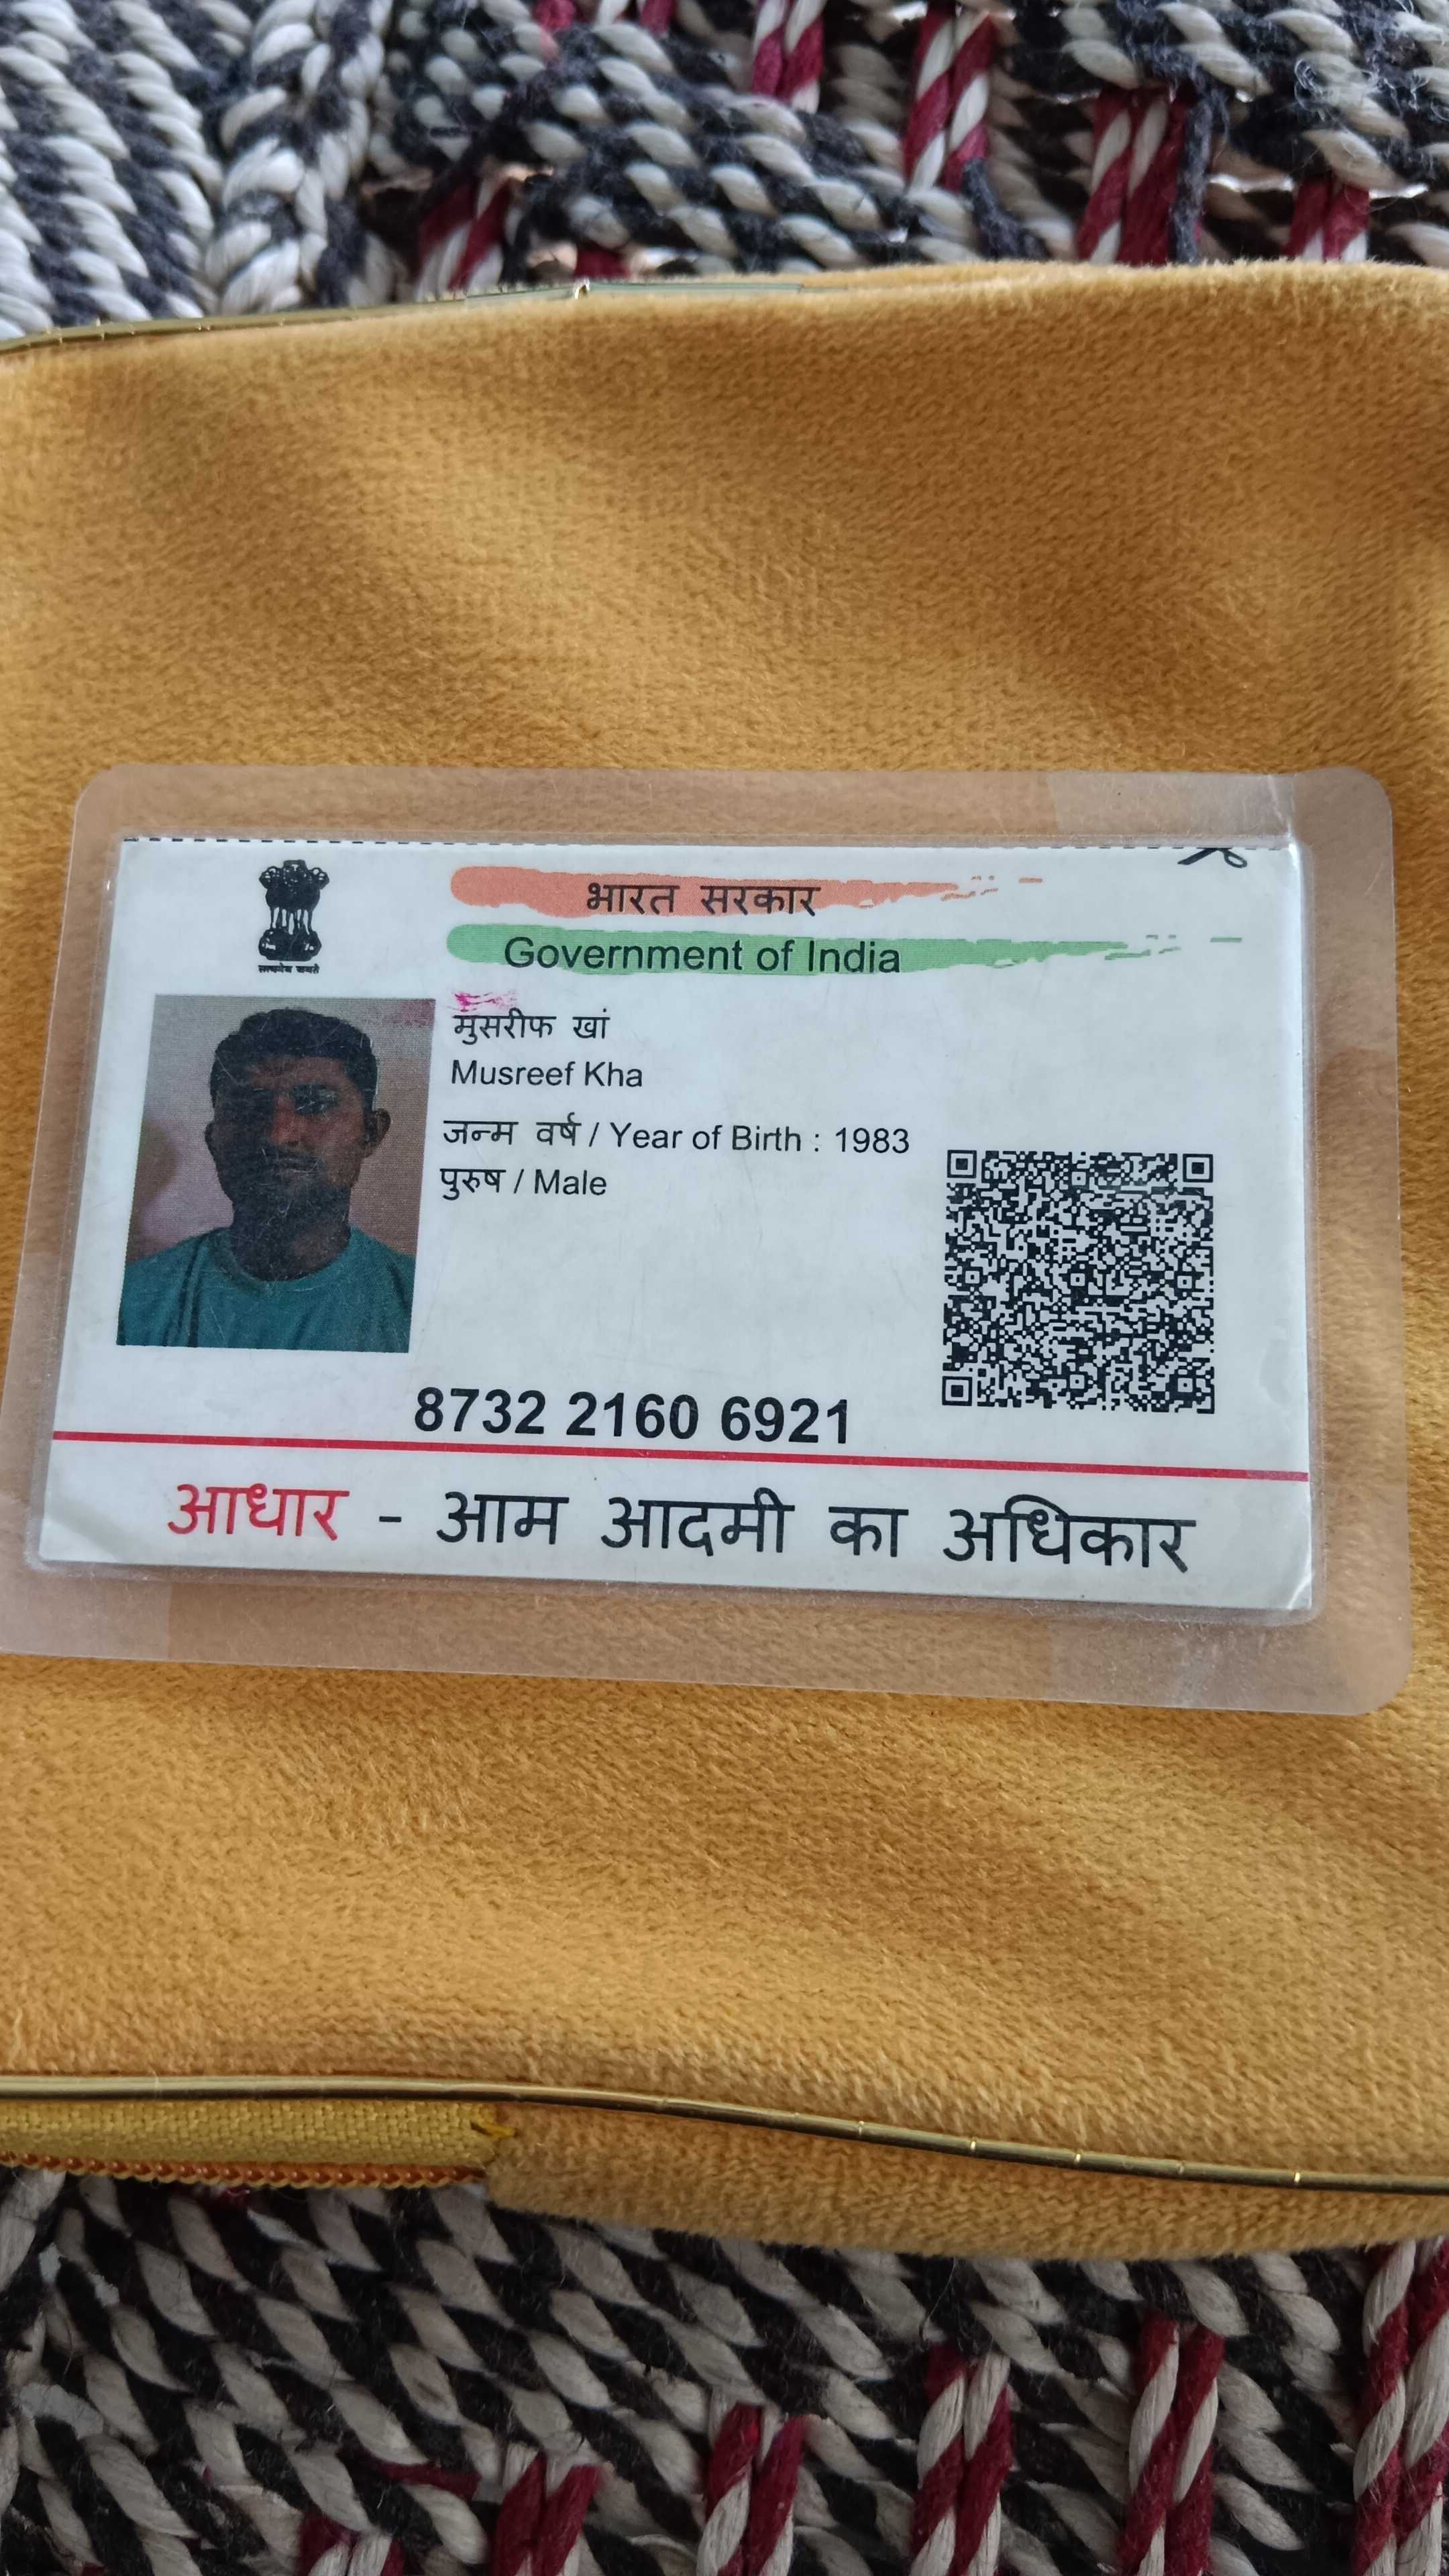 भारत सरकार
Government of India
सत्यमेव जयते
मुसरीफ खां
Musreef Kha
जन्म वर्ष / Year of Birth : 1983
पुरुष / Male
8732 2160 6921
आधार - आम आदमी का अधिकार